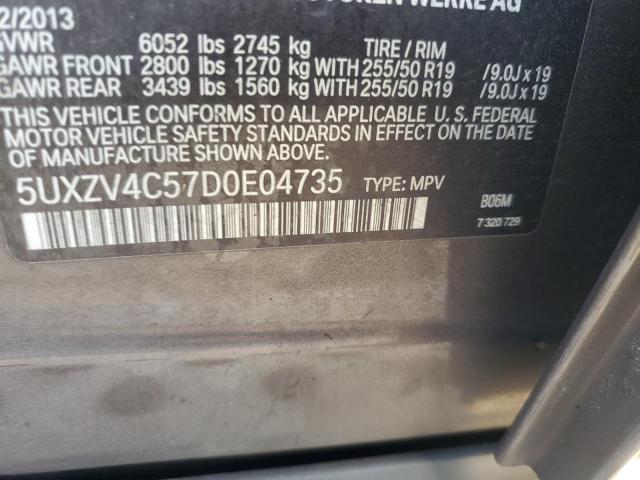 WERKE AG
2/2013
GVWR 6052 lbs 2745 kg TIRE / RIM
GAWR FRONT 2800 lbs 1270 kg WITH 255/50 R19 /9.0J x 19
GAWR REAR 3439 lbs 1560 kg WITH 255/50 R19 /9.0J x 19
THIS VEHICLE CONFORMS TO ALL APPLICABLE U. S. FEDERAL
MOTOR VEHICLE SAFETY STANDARDS IN EFFECT ON THE DATE
OF MANUFACTURE SHOWN ABOVE.
5UXZV4C57D0E04735 TYPE: MPV
B06M
7 320 729